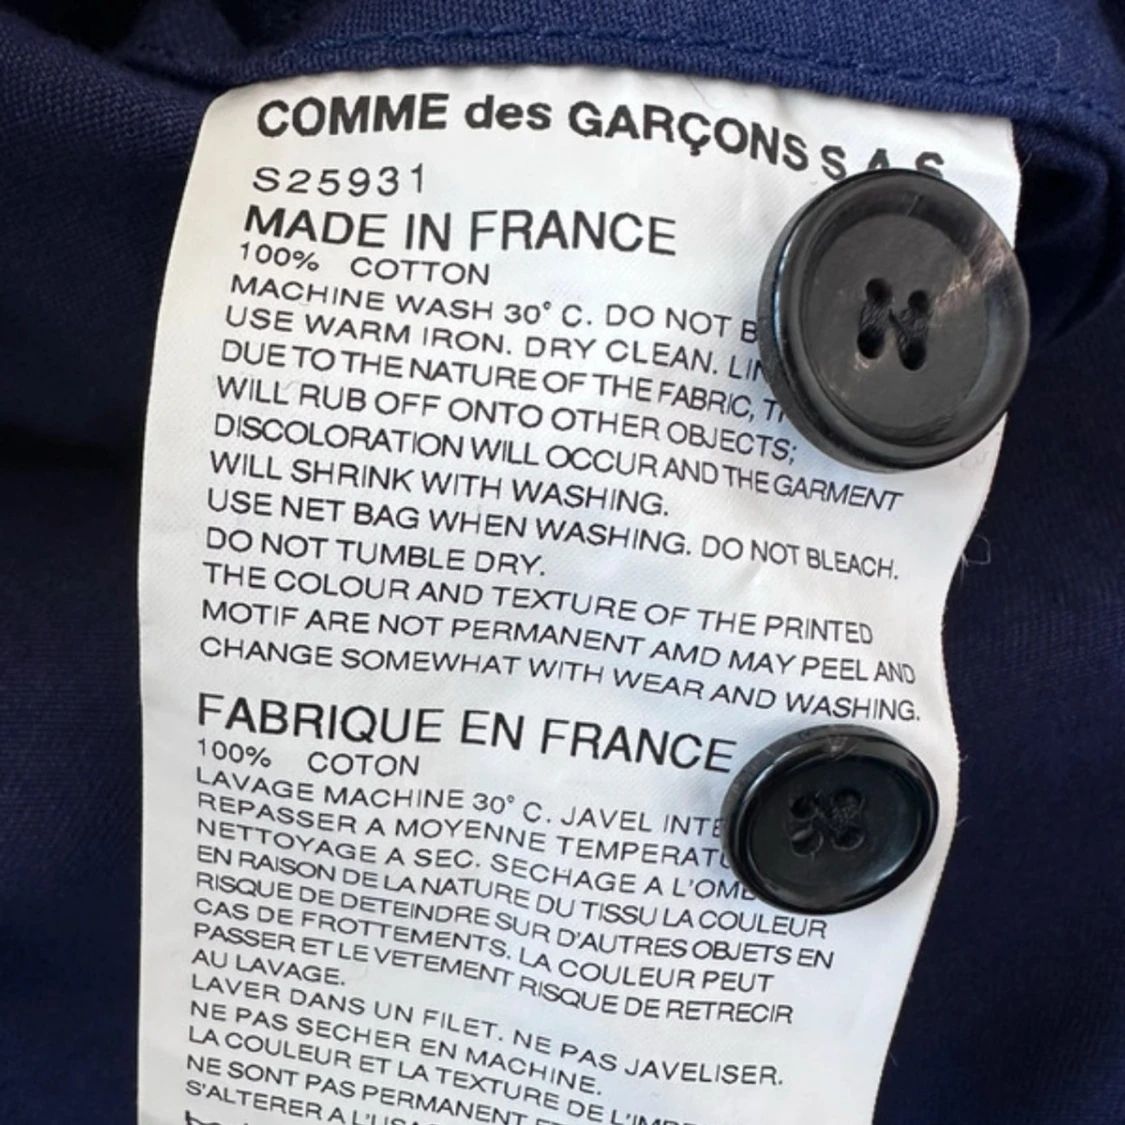 COMME des GARÇONS S.A.S
S25931
MADE IN FRANCE
100% COTTON
MACHINE WASH 30° C. DO NOT
USE WARM IRON. DRY CLEAN.
DUE TO THE NATURE OF THE FABRIC,
WILL RUB OFF ONTO OTHER OBJECTS;
DISCOLORATION WILL OCCUR AND THE GARMENT
WILL SHRINK WITH WASHING.
USE NET BAG WHEN WASHING. DO NOT BLEACH.
DO NOT TUMBLE DRY.
THE COLOUR AND TEXTURE OF THE PRINTED
MOTIF ARE NOT PERMANENT AMD MAY PEEL AND
CHANGE SOMEWHAT WITH WEAR AND WASHING.
FABRIQUE EN FRANCE
100% COTON
LAVAGE MACHINE 30° C. JAVEL
REPASSER A MOYENNE
NETTOYAGE A SEC. SECHAGE A
EN RAISON DE LA NATURE DU TISSU LA COULEUR
RISQUE DE DETEINDRE SUR D'AUTRES OBJETS EN
CAS DE FROTTEMENTS. LA COULEUR PEUT
PASSER ET LE VETEMENT RISQUE DE RETRECIR
AU LAVAGE.
LAVER DANS UN FILET. NE PAS JAVELISER.
NE PAS SECHER EN MACHINE.
LA COULEUR ET LA TEXTURE DE
NE SONT PAS PERMANENT
S'ALTERER A